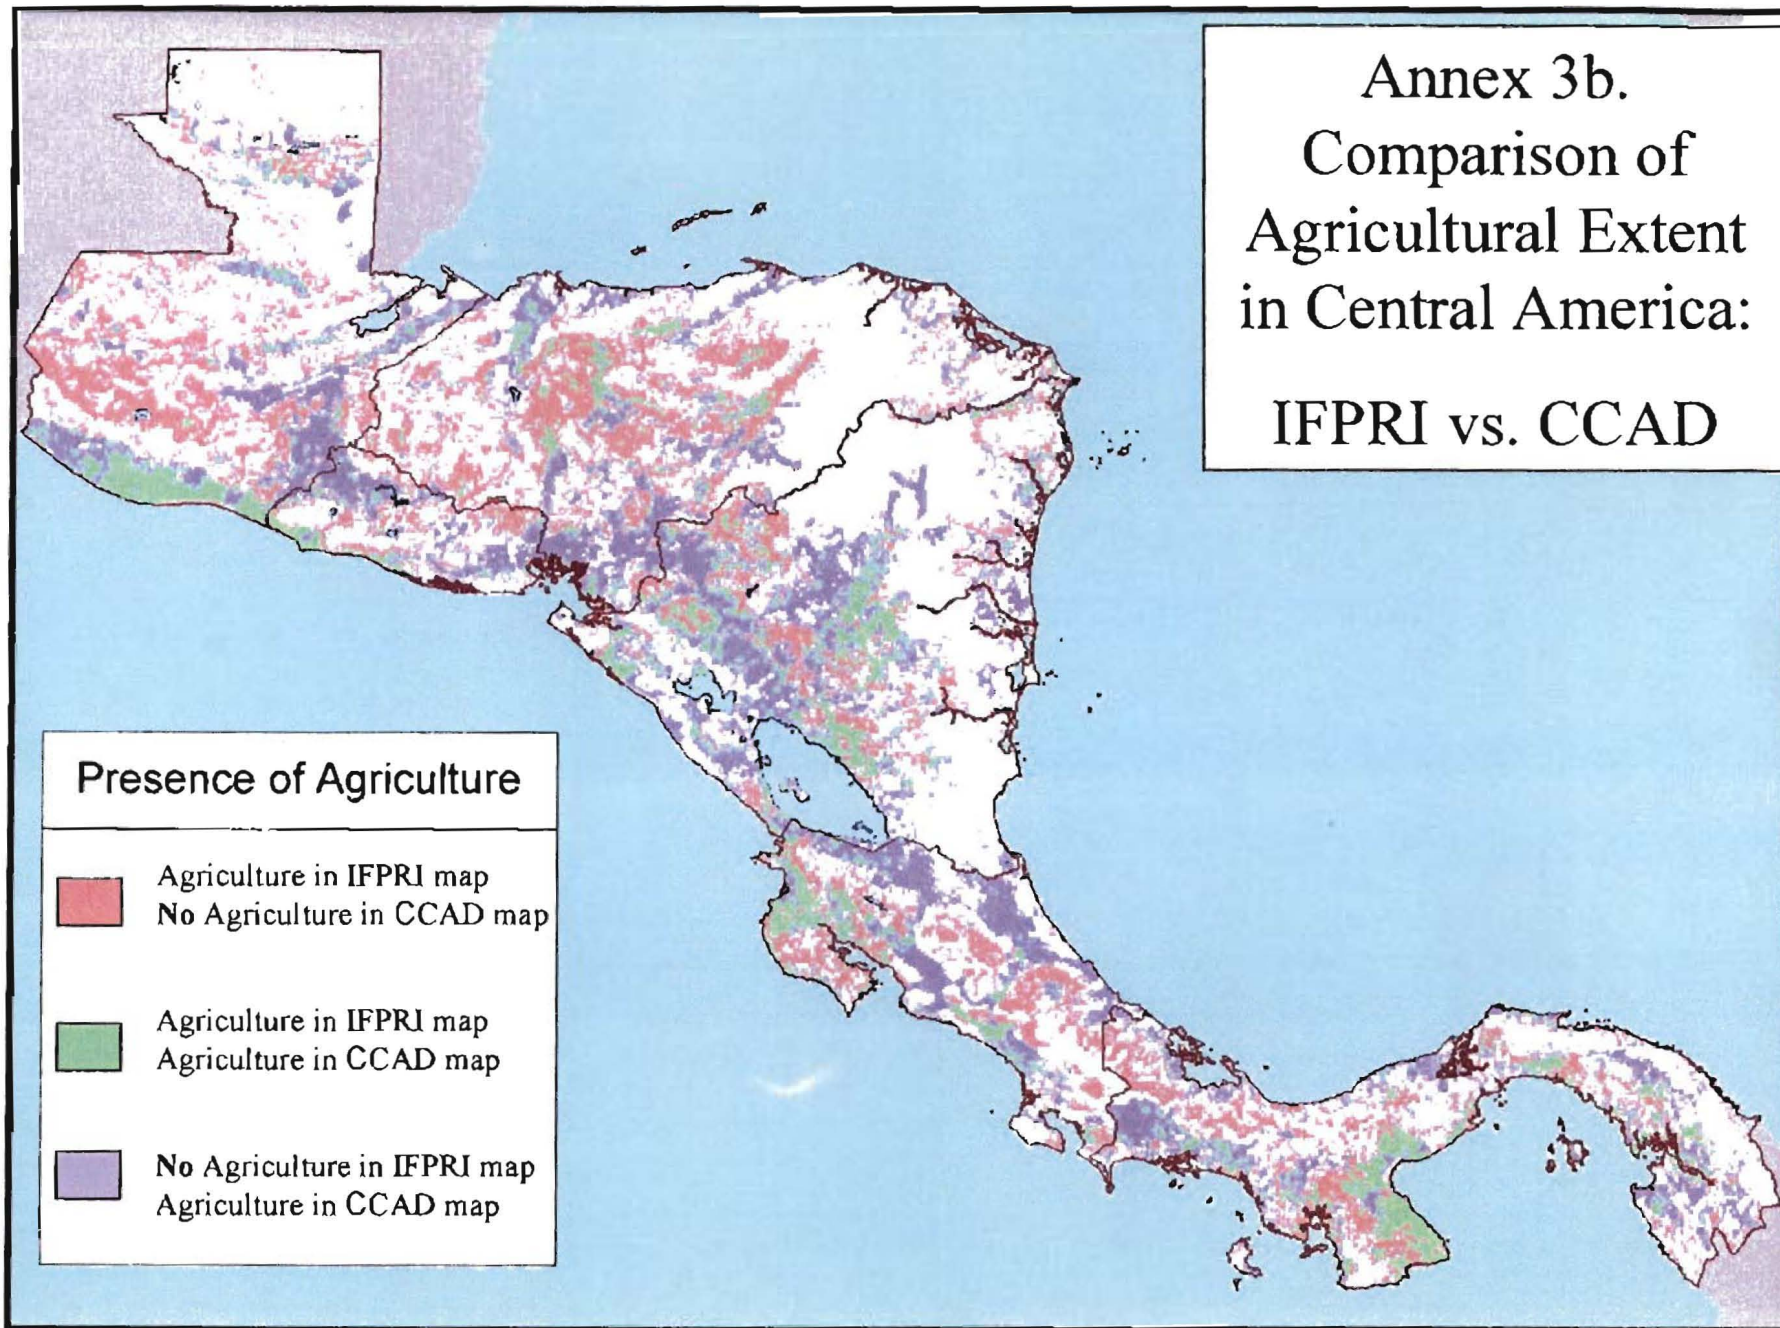 Annex 3b.
Comparison of
Agricultural Extent
in Central America:
IFPRI vs. CCAD
Presence of Agriculture
Agriculture in IFPRI map
No Agriculture in CCAD map
Agriculture in IFPRI map
Agriculture in CCAD map
No Agriculture in IFPRI map
Agriculture in CCAD map